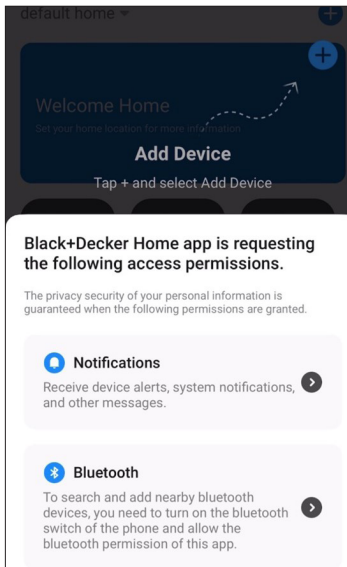 default home
Welcome Home
Set your home location for more information
Add Device
Tap + and select Add Device
Black+Decker Home app is requesting
the following access permissions.
The privacy security of your personal information is
guaranteed when the following permissions are granted.
Notifications
Receive device alerts, system notifications,
and other messages.
Bluetooth
To search and add nearby bluetooth
devices, you need to turn on the bluetooth
switch of the phone and allow the
bluetooth permission of this app.